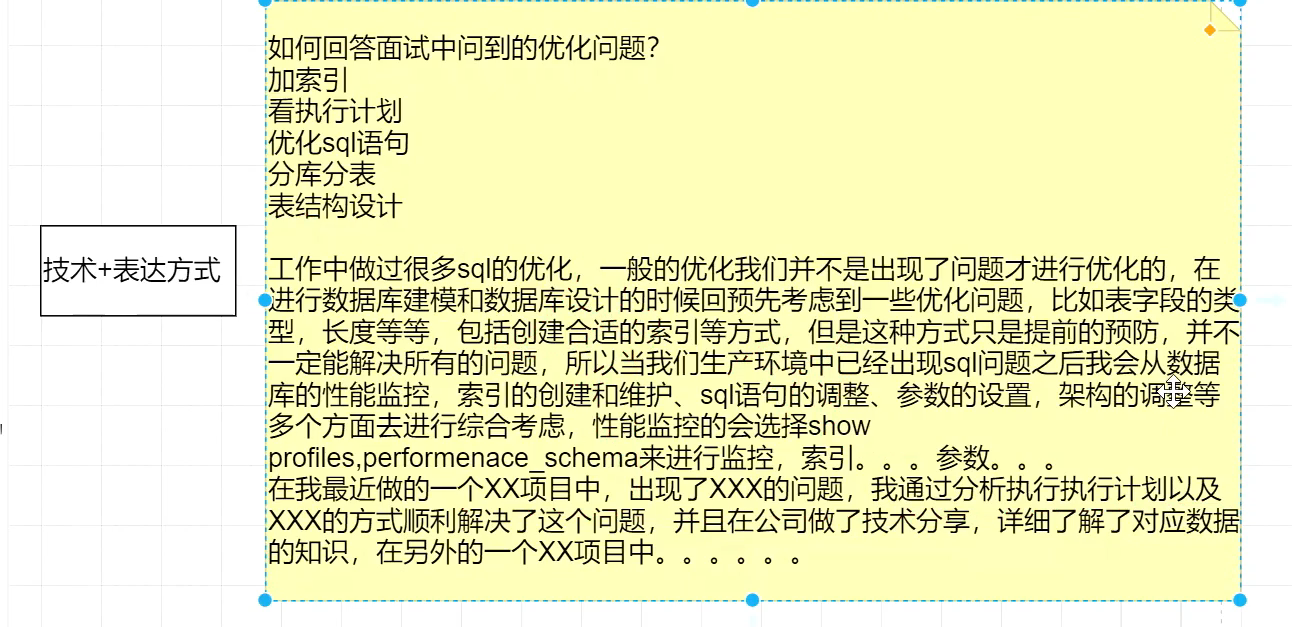 如何回答面试中问到的优化问题？
加索引
看执行计划
优化sql语句
分库分表
表结构设计
技术+表达方式
工作中做过很多sql的优化，一般的优化我们并不是出现了问题才进行优化的，在
进行数据库建模和数据库设计的时候回预先考虑到一些优化问题，比如表字段的类
型，长度等等，包括创建合适的索引等方式，但是这种方式只是提前的预防，并不
一定能解决所有的问题，所以当我们生产环境中已经出现sql问题之后我会从数据
库的性能监控，索引的创建和维护、sql语句的调整、参数的设置，架构的调整等
多个方面去进行综合考虑，性能监控的会选择show
profiles,performenace_schema来进行监控，索引。。。参数。。。
在我最近做的一个XX项目中，出现了XXX的问题，我通过分析执行执行计划以及
XXX的方式顺利解决了这个问题，并且在公司做了技术分享，详细了解了对应数据
的知识，在另外的一个XX项目中。。。。。。